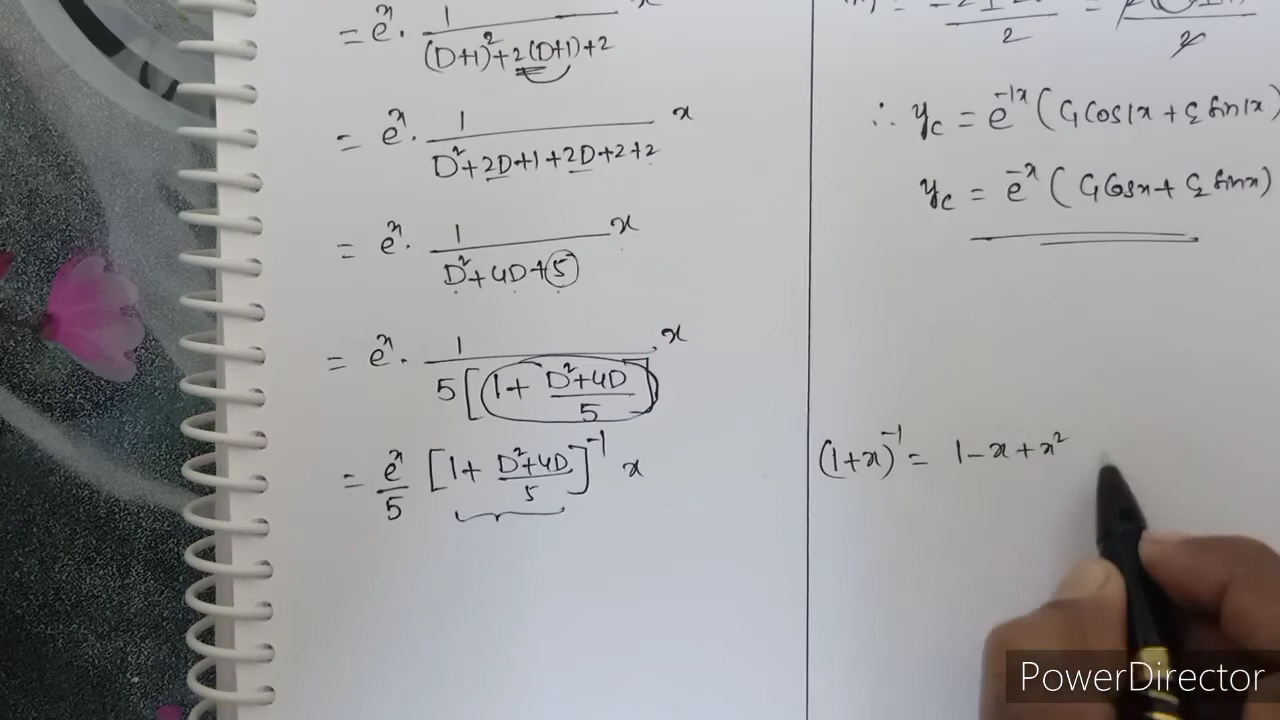 = e^x . 1/((D+1)^2+2(D+1)+2) x
= e^x . 1/(D^2+2D+1+2D+2+2) x
= e^x . 1/(D^2+4D+5) x
= e^x . 1/(5[1+ (D^2+4D)/5]) . x
= e^x/5 [1+ (D^2+4D)/5]^-1 x
∴ y_c = e^-1x (C1 Cos1x + C2 Sin1x)
y_c = e^-x (C1 Cosx + C2 Sinx)
(1+x)^-1 = 1-x+x^2
PowerDirector